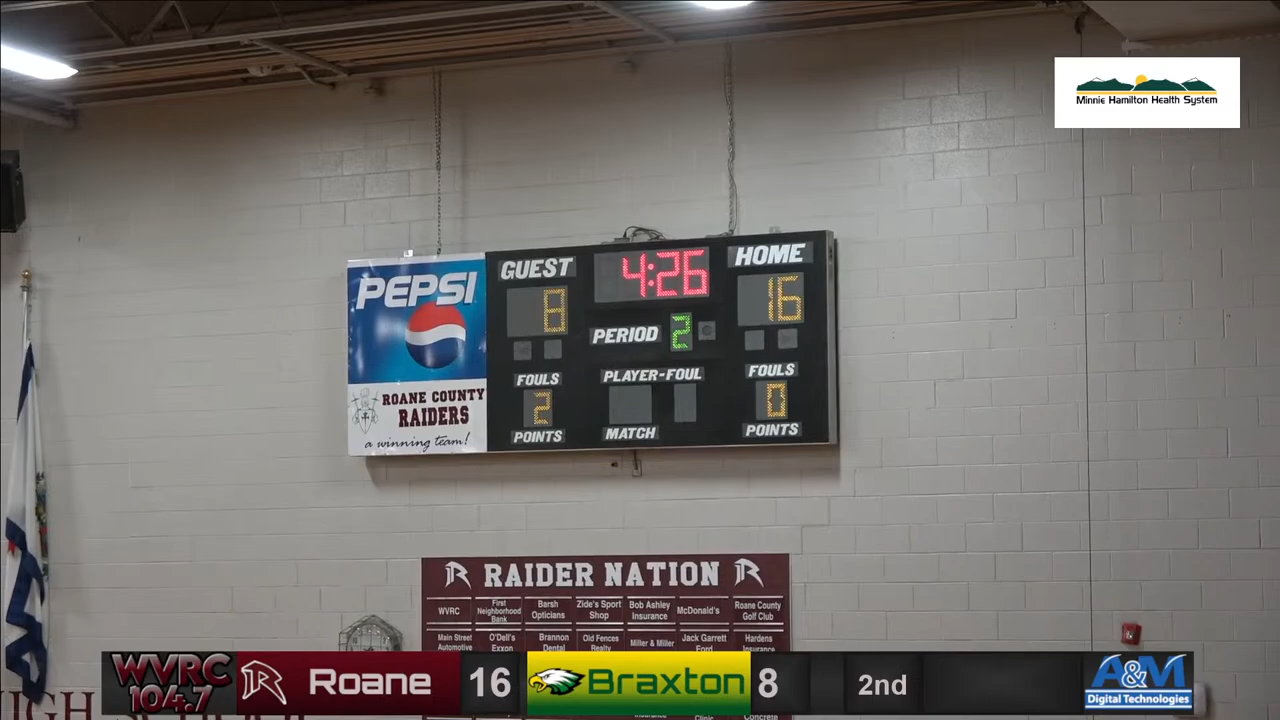 Minnie Hamilton Health System
PEPSI
ROANE COUNTY
RAIDERS
a winning team!
GUEST
4:26
HOME
8
16
PERIOD 2
FOULS
PLAYER-FOUL
FOULS
2
0
POINTS
MATCH
POINTS
R RAIDER NATION R
WVRC
First Neighborhood Bank
Barsh Opticians
Zide's Sport Shop
Bob Ashley Insurance
McDonald's
Roane County Golf Club
Main Street Automotive
O'Dell's Exxon
Brannon Dental
Old Fences Realty
Miller & Miller
Jack Garrett Ford
Hardens Insurance
WVRC
104.7
R Roane 16
Braxton 8
2nd
A&M
Digital Technologies
Clinic
Concrete